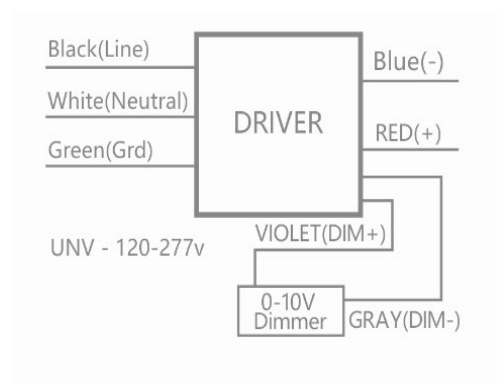 Black(Line)
White(Neutral)
Green(Grd)
DRIVER
Blue(-)
RED(+)
VIOLET(DIM+)
UNV - 120-277v
0-10V
Dimmer
GRAY(DIM-)